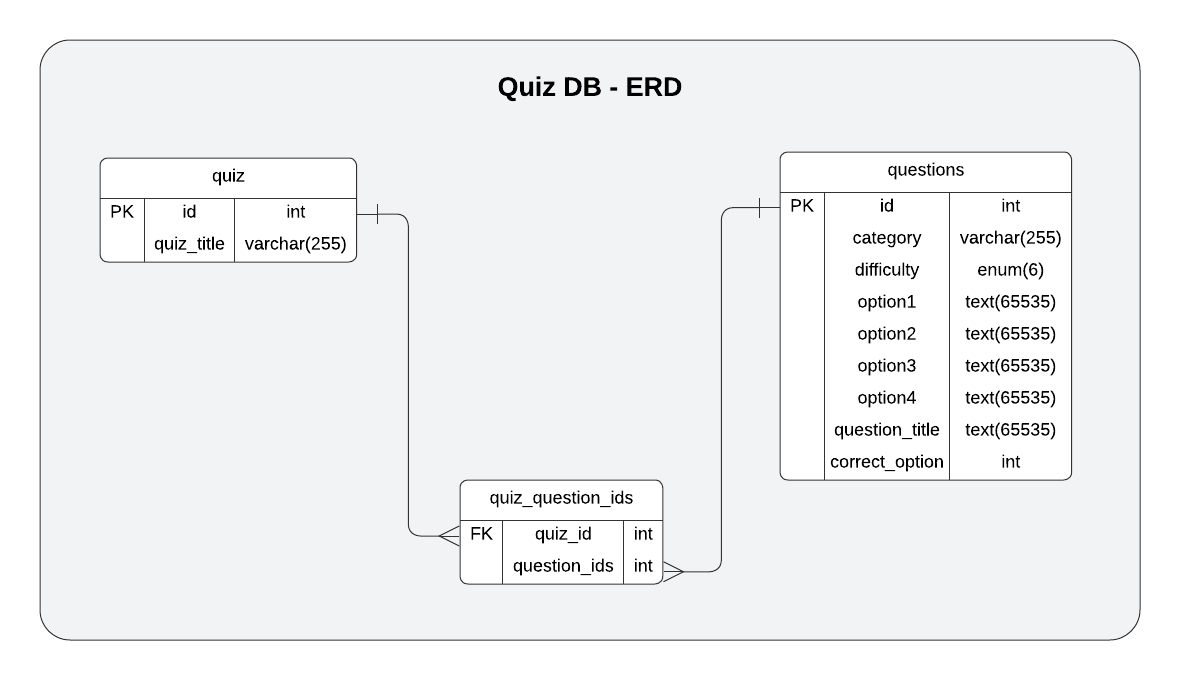 Quiz DB - ERD
quiz
PK id int
quiz_title varchar(255)
questions
PK id int
category varchar(255)
difficulty enum(6)
option1 text(65535)
option2 text(65535)
option3 text(65535)
option4 text(65535)
question_title text(65535)
correct_option int
quiz_question_ids
FK quiz_id int
question_ids int